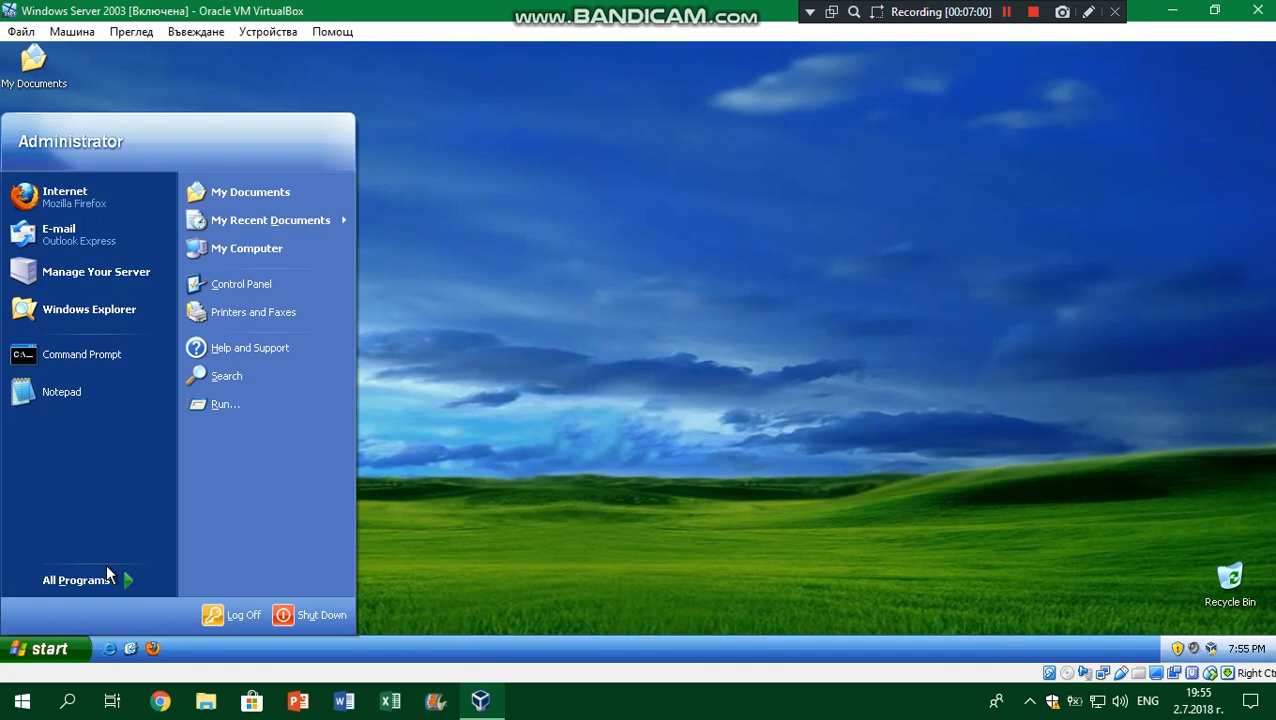 Windows Server 2003 [Включена] - Oracle VM VirtualBox
www.BANDICAM.com
Recording [00:07:00]
Файл Машина Преглед Въвеждане Устройства Помощ
My Documents
Administrator
Internet
Mozilla Firefox
E-mail
Outlook Express
Manage Your Server
Windows Explorer
Command Prompt
Notepad
All Programs
My Documents
My Recent Documents
My Computer
Control Panel
Printers and Faxes
Help and Support
Search
Run...
Log Off
Shut Down
Recycle Bin
start
7:55 PM
Right Ct
ENG
19:55
2.7.2018 г.